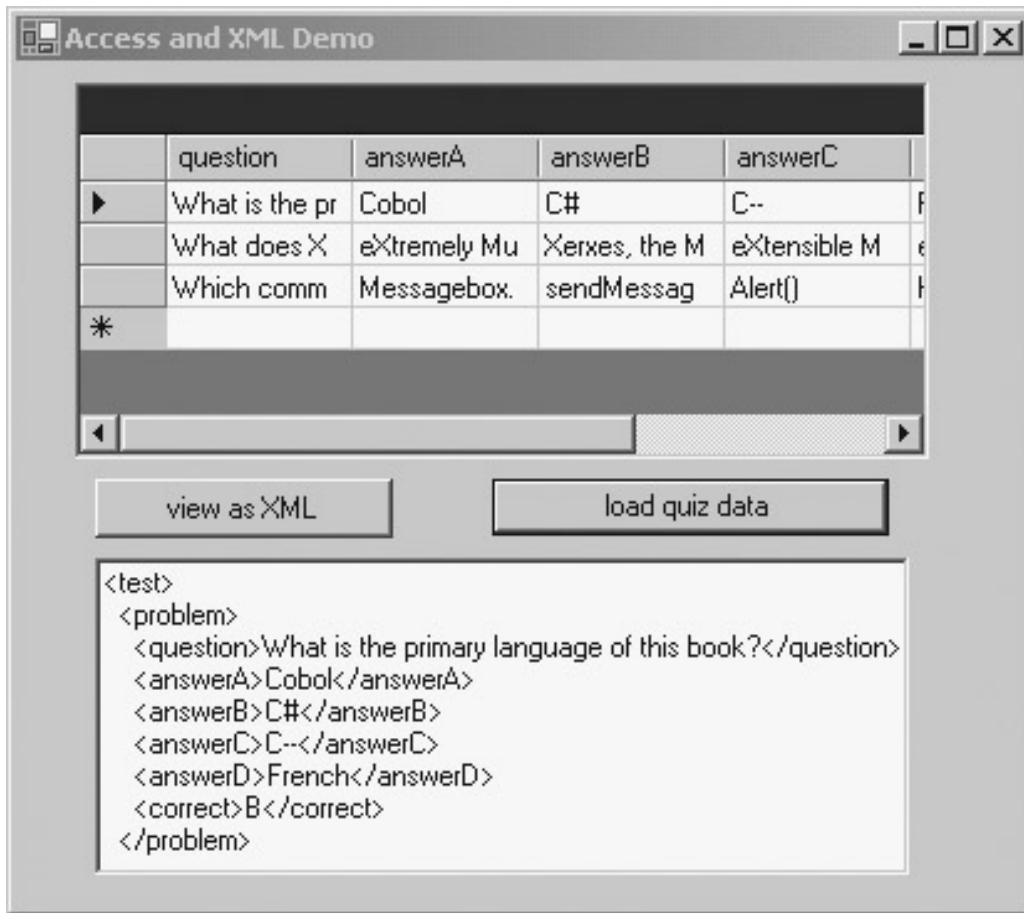 Access and XML Demo
question answerA answerB answerC
What is the pr Cobol C# C--
What does X eXtremely Mu Xerxes, the M eXtensible M
Which comm Messagebox. sendMessag Alert()
view as XML load quiz data
<test>
<problem>
<question>What is the primary language of this book?</question>
<answerA>Cobol</answerA>
<answerB>C#</answerB>
<answerC>C--</answerC>
<answerD>French</answerD>
<correct>B</correct>
</problem>